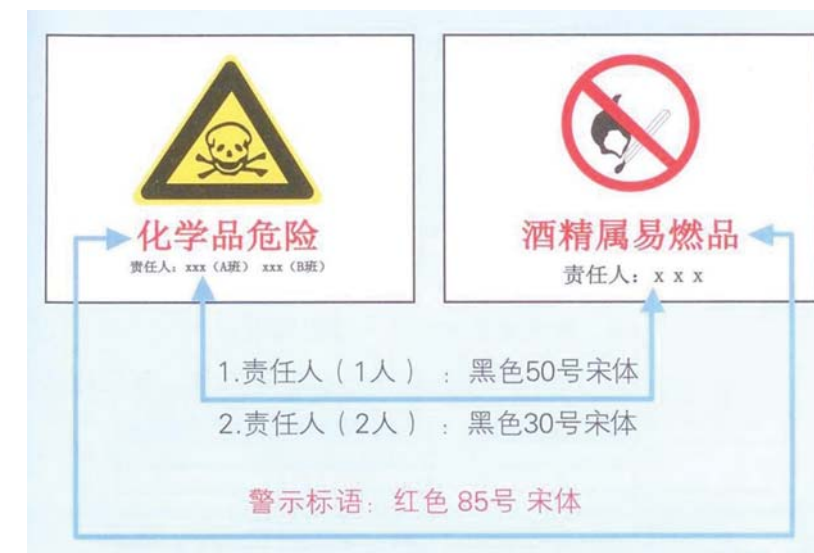 化学品危险
责任人：xxx（A班） xxx（B班）
酒精属易燃品
责任人：x x x
1.责任人（1人）：黑色50号宋体
2.责任人（2人）：黑色30号宋体
警示标语：红色 85号 宋体